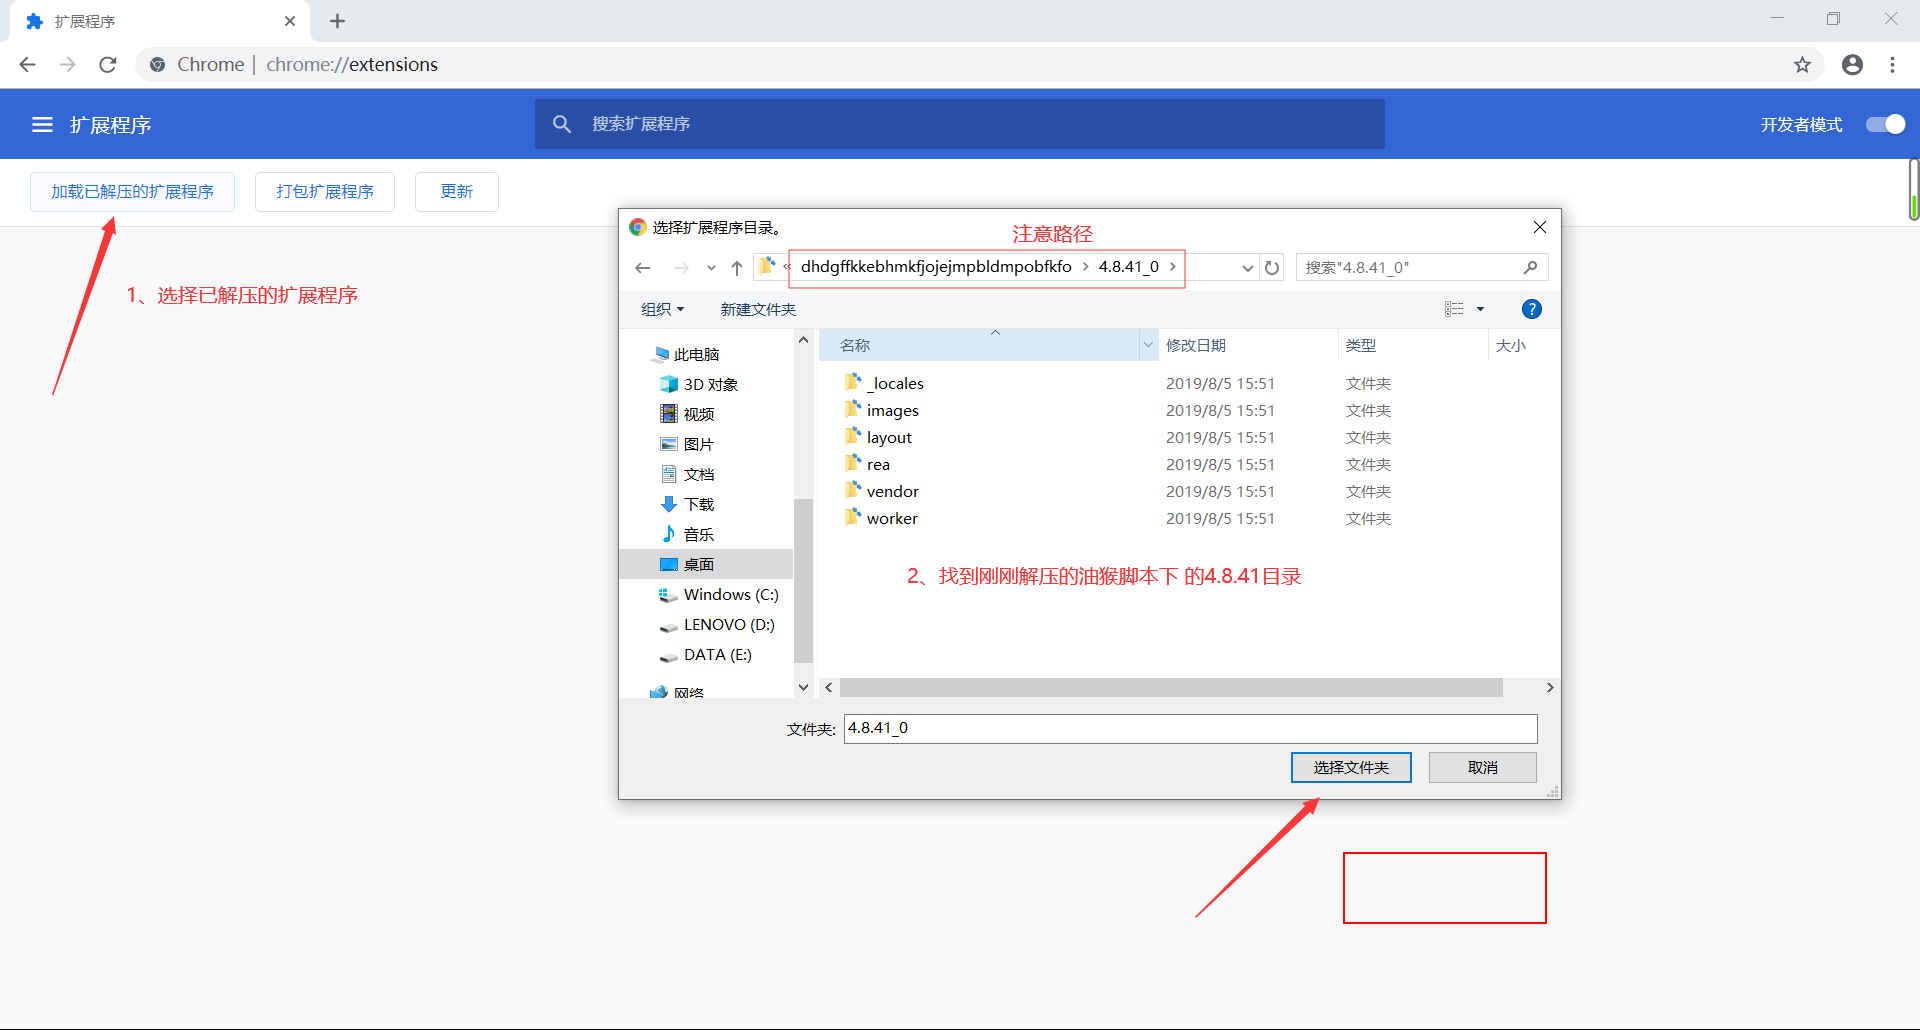 扩展程序
Chrome | chrome://extensions
扩展程序
搜索扩展程序
开发者模式
加载已解压的扩展程序
打包扩展程序
更新
1、选择已解压的扩展程序
选择扩展程序目录。
注意路径
« dhdgffkkebhmkfjojejmpbldmpobfkfo › 4.8.41_0 ›
搜索"4.8.41_0"
组织
新建文件夹
此电脑
3D 对象
视频
图片
文档
下载
音乐
桌面
Windows (C:)
LENOVO (D:)
DATA (E:)
网络
名称 修改日期 类型 大小
_locales 2019/8/5 15:51 文件夹
images 2019/8/5 15:51 文件夹
layout 2019/8/5 15:51 文件夹
rea 2019/8/5 15:51 文件夹
vendor 2019/8/5 15:51 文件夹
worker 2019/8/5 15:51 文件夹
2、找到刚刚解压的油猴脚本下 的4.8.41目录
文件夹: 4.8.41_0
选择文件夹
取消